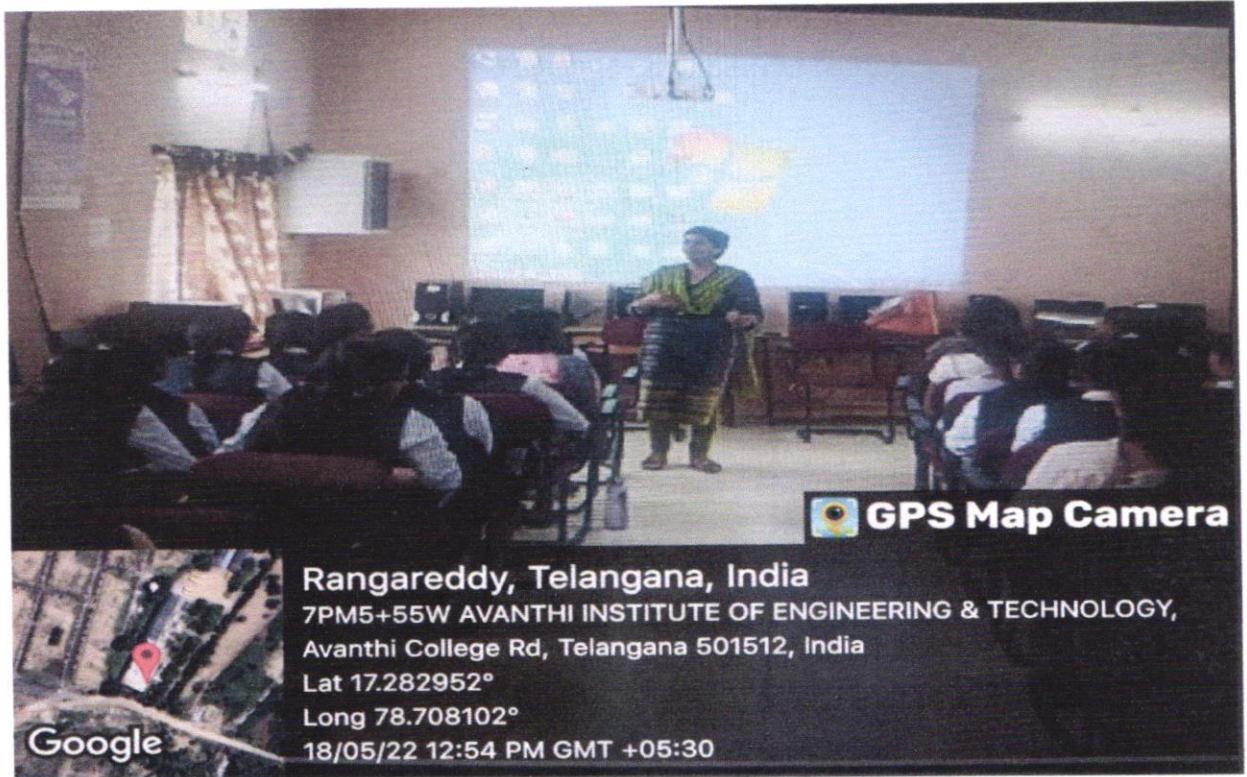 GPS Map Camera
Rangareddy, Telangana, India
7PM5+55W AVANTHI INSTITUTE OF ENGINEERING & TECHNOLOGY,
Avanthi College Rd, Telangana 501512, India
Lat 17.282952°
Long 78.708102°
18/05/22 12:54 PM GMT +05:30
Google